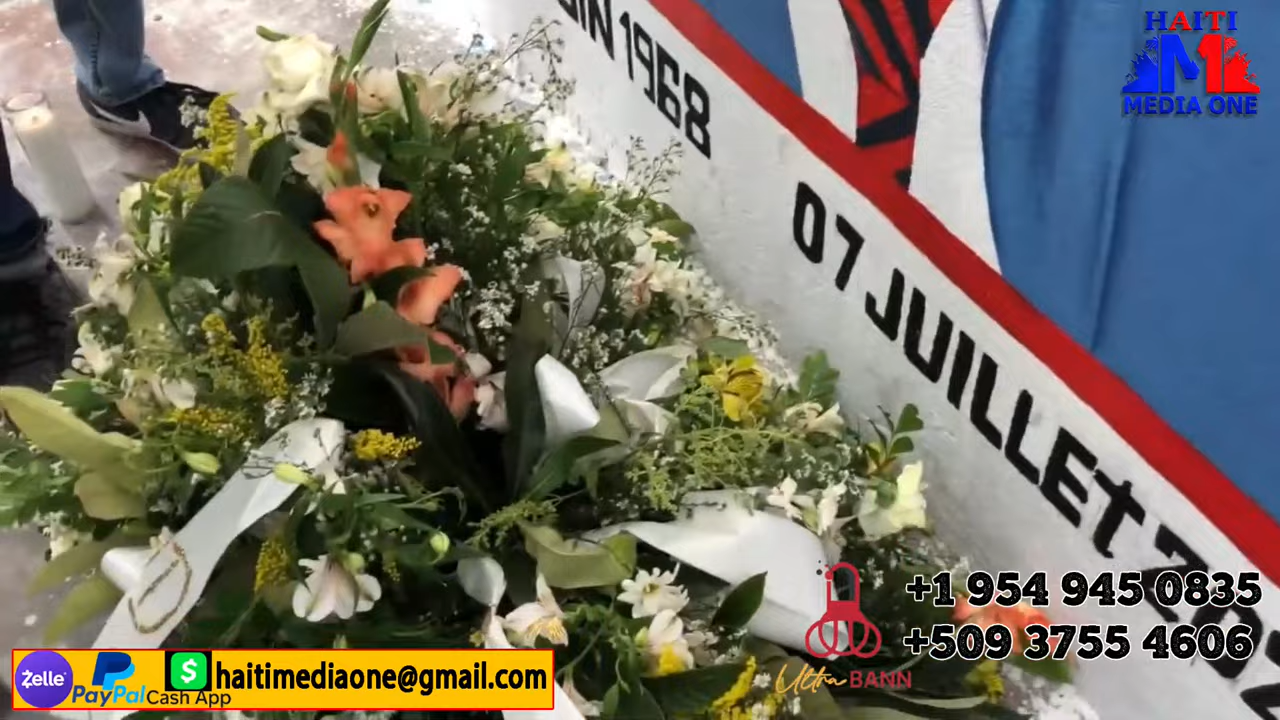 HAITI
M
MEDIA ONE
1968
07 JUILLET
+1 954 945 0835
+509 3755 4606
Ultra BANN
Zelle
PayPal
$
Cash App
haitimediaone@gmail.com